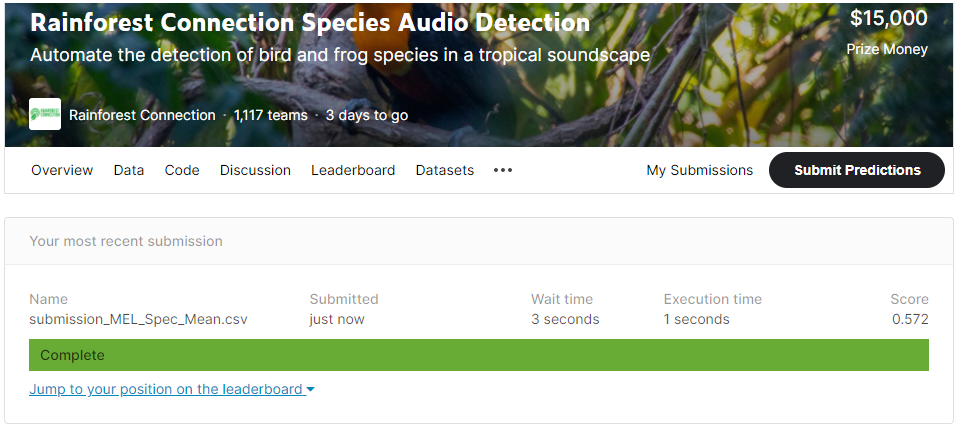 Rainforest Connection Species Audio Detection
$15,000
Automate the detection of bird and frog species in a tropical soundscape
Prize Money
Rainforest Connection · 1,117 teams · 3 days to go
Overview Data Code Discussion Leaderboard Datasets ••• My Submissions Submit Predictions
Your most recent submission
Name Submitted Wait time Execution time Score
submission_MEL_Spec_Mean.csv just now 3 seconds 1 seconds 0.572
Complete
Jump to your position on the leaderboard